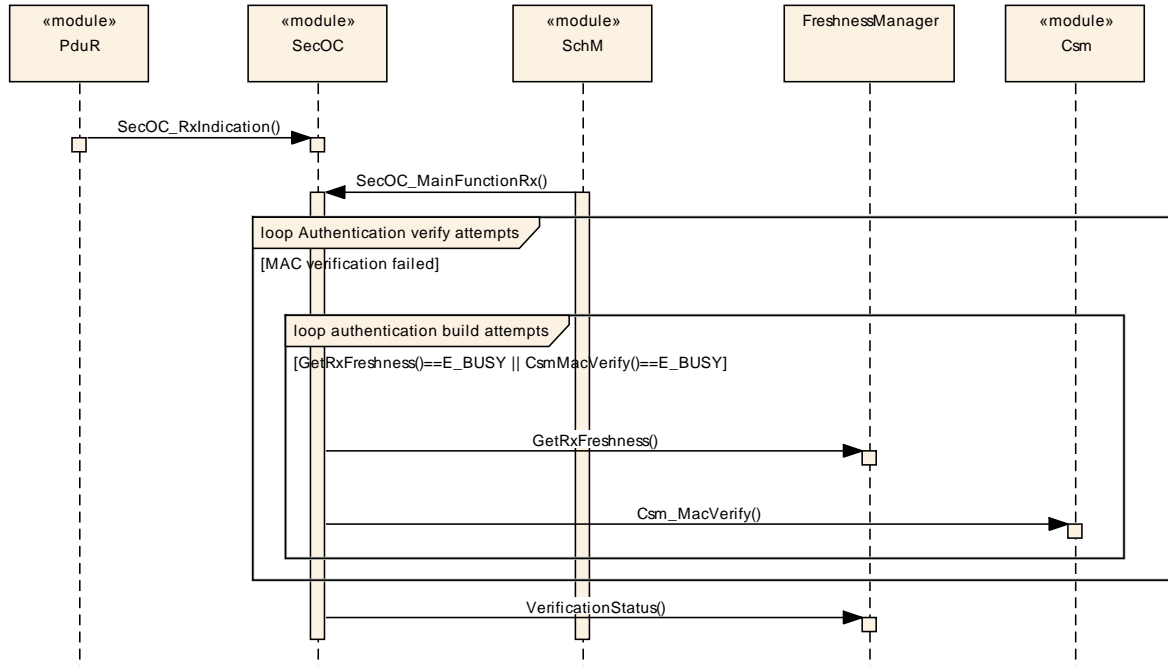 «module»
PduR
«module»
SecOC
«module»
SchM
FreshnessManager
«module»
Csm
SecOC_RxIndication()
SecOC_MainFunctionRx()
loop Authentication verify attempts
[MAC verification failed]
loop authentication build attempts
[GetRxFreshness()==E_BUSY || CsmMacVerify()==E_BUSY]
GetRxFreshness()
Csm_MacVerify()
VerificationStatus()